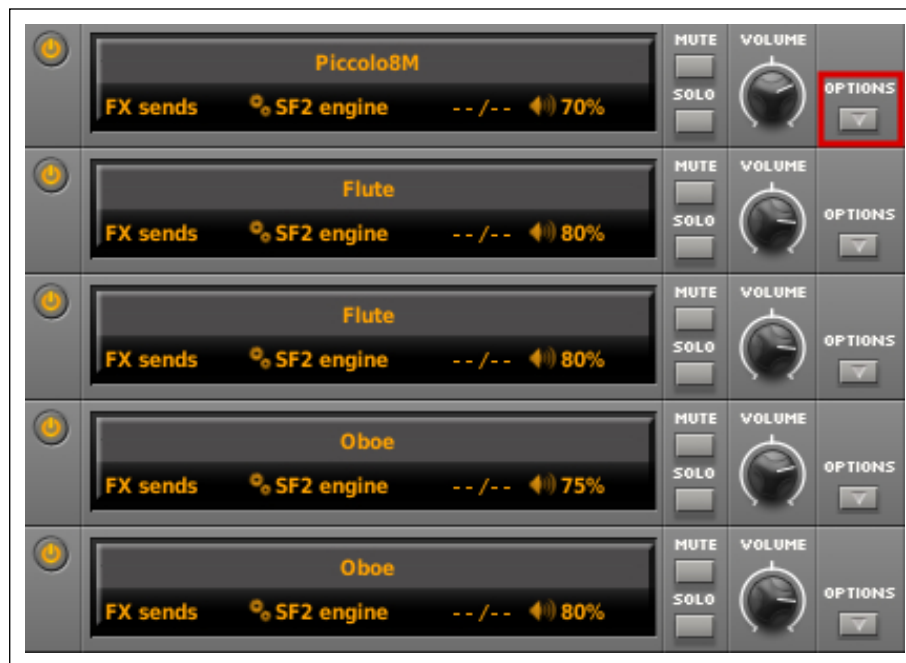 Piccolo8M
FX sends SF2 engine --/-- 70%
MUTE
SOLO
VOLUME
OPTIONS
Flute
FX sends SF2 engine --/-- 80%
MUTE
SOLO
VOLUME
OPTIONS
Flute
FX sends SF2 engine --/-- 80%
MUTE
SOLO
VOLUME
OPTIONS
Oboe
FX sends SF2 engine --/-- 75%
MUTE
SOLO
VOLUME
OPTIONS
Oboe
FX sends SF2 engine --/-- 80%
MUTE
SOLO
VOLUME
OPTIONS